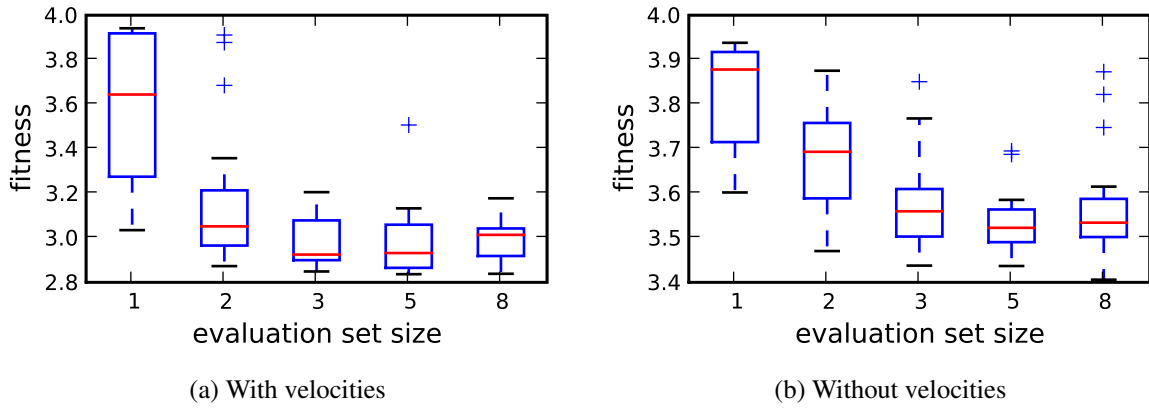 4.0
3.8
3.6
3.4
3.2
3.0
2.8
fitness
1 2 3 5 8
evaluation set size
(a) With velocities
4.0
3.9
3.8
3.7
3.6
3.5
3.4
fitness
1 2 3 5 8
evaluation set size
(b) Without velocities